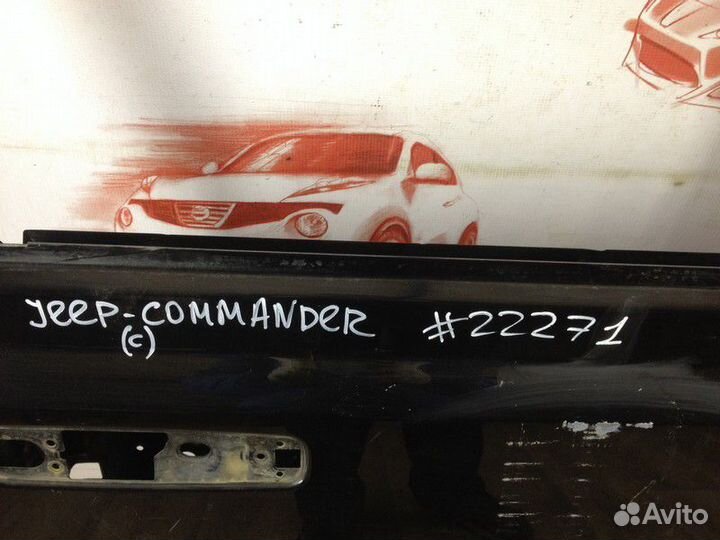 JEEP-COMMANDER #22271
(c)
Avito